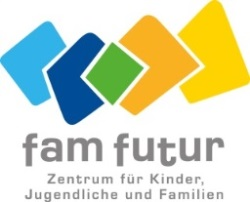 fam futur
Zentrum für Kinder,
Jugendliche und Familien